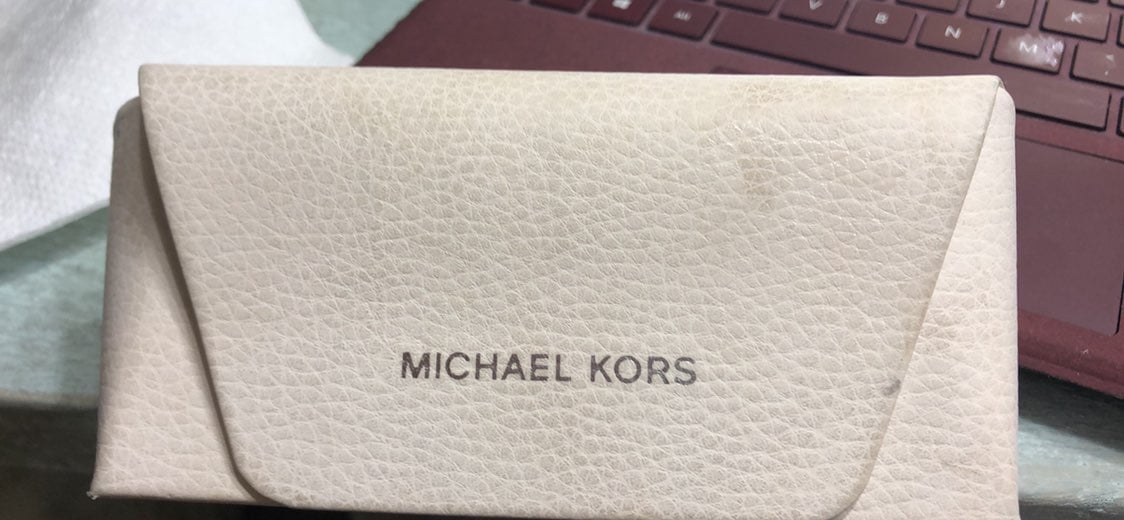 V B N M J K
MICHAEL KORS